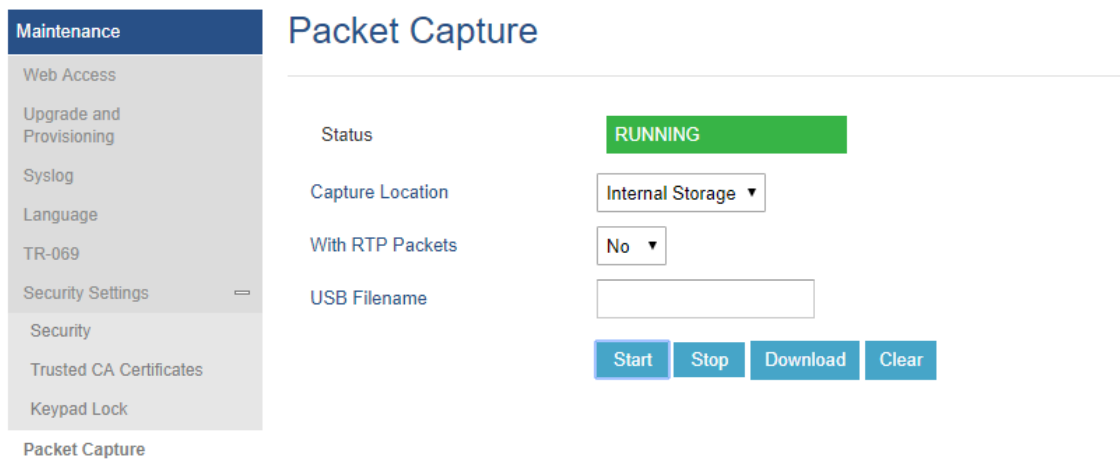 Maintenance
Web Access
Upgrade and
Provisioning
Syslog
Language
TR-069
Security Settings
Security
Trusted CA Certificates
Keypad Lock
Packet Capture
Packet Capture
Status RUNNING
Capture Location Internal Storage
With RTP Packets No
USB Filename
Start Stop Download Clear